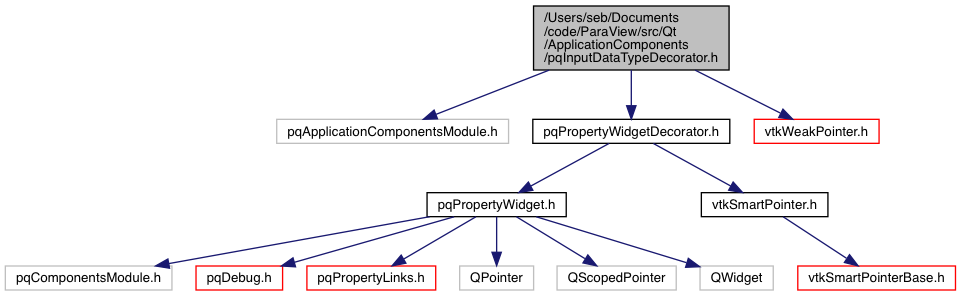 /Users/seb/Documents
/code/ParaView/src/Qt
/ApplicationComponents
/pqInputDataTypeDecorator.h
pqApplicationComponentsModule.h
pqPropertyWidgetDecorator.h
vtkWeakPointer.h
pqPropertyWidget.h
vtkSmartPointer.h
pqComponentsModule.h
pqDebug.h
pqPropertyLinks.h
QPointer
QScopedPointer
QWidget
vtkSmartPointerBase.h